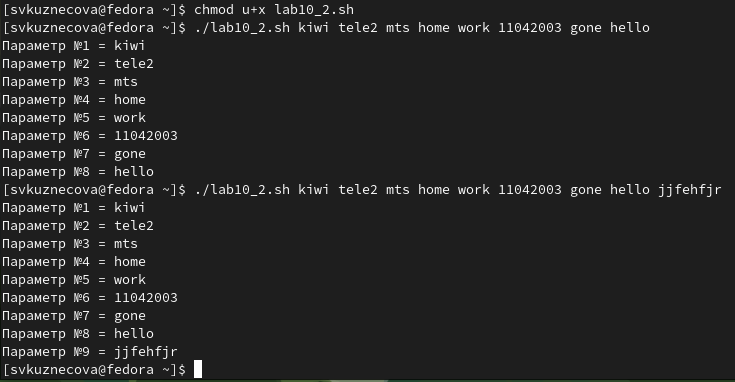 [svkuznecova@fedora ~]$ chmod u+x lab10_2.sh
[svkuznecova@fedora ~]$ ./lab10_2.sh kiwi tele2 mts home work 11042003 gone hello
Параметр №1 = kiwi
Параметр №2 = tele2
Параметр №3 = mts
Параметр №4 = home
Параметр №5 = work
Параметр №6 = 11042003
Параметр №7 = gone
Параметр №8 = hello
[svkuznecova@fedora ~]$ ./lab10_2.sh kiwi tele2 mts home work 11042003 gone hello jjfehfjr
Параметр №1 = kiwi
Параметр №2 = tele2
Параметр №3 = mts
Параметр №4 = home
Параметр №5 = work
Параметр №6 = 11042003
Параметр №7 = gone
Параметр №8 = hello
Параметр №9 = jjfehfjr
[svkuznecova@fedora ~]$